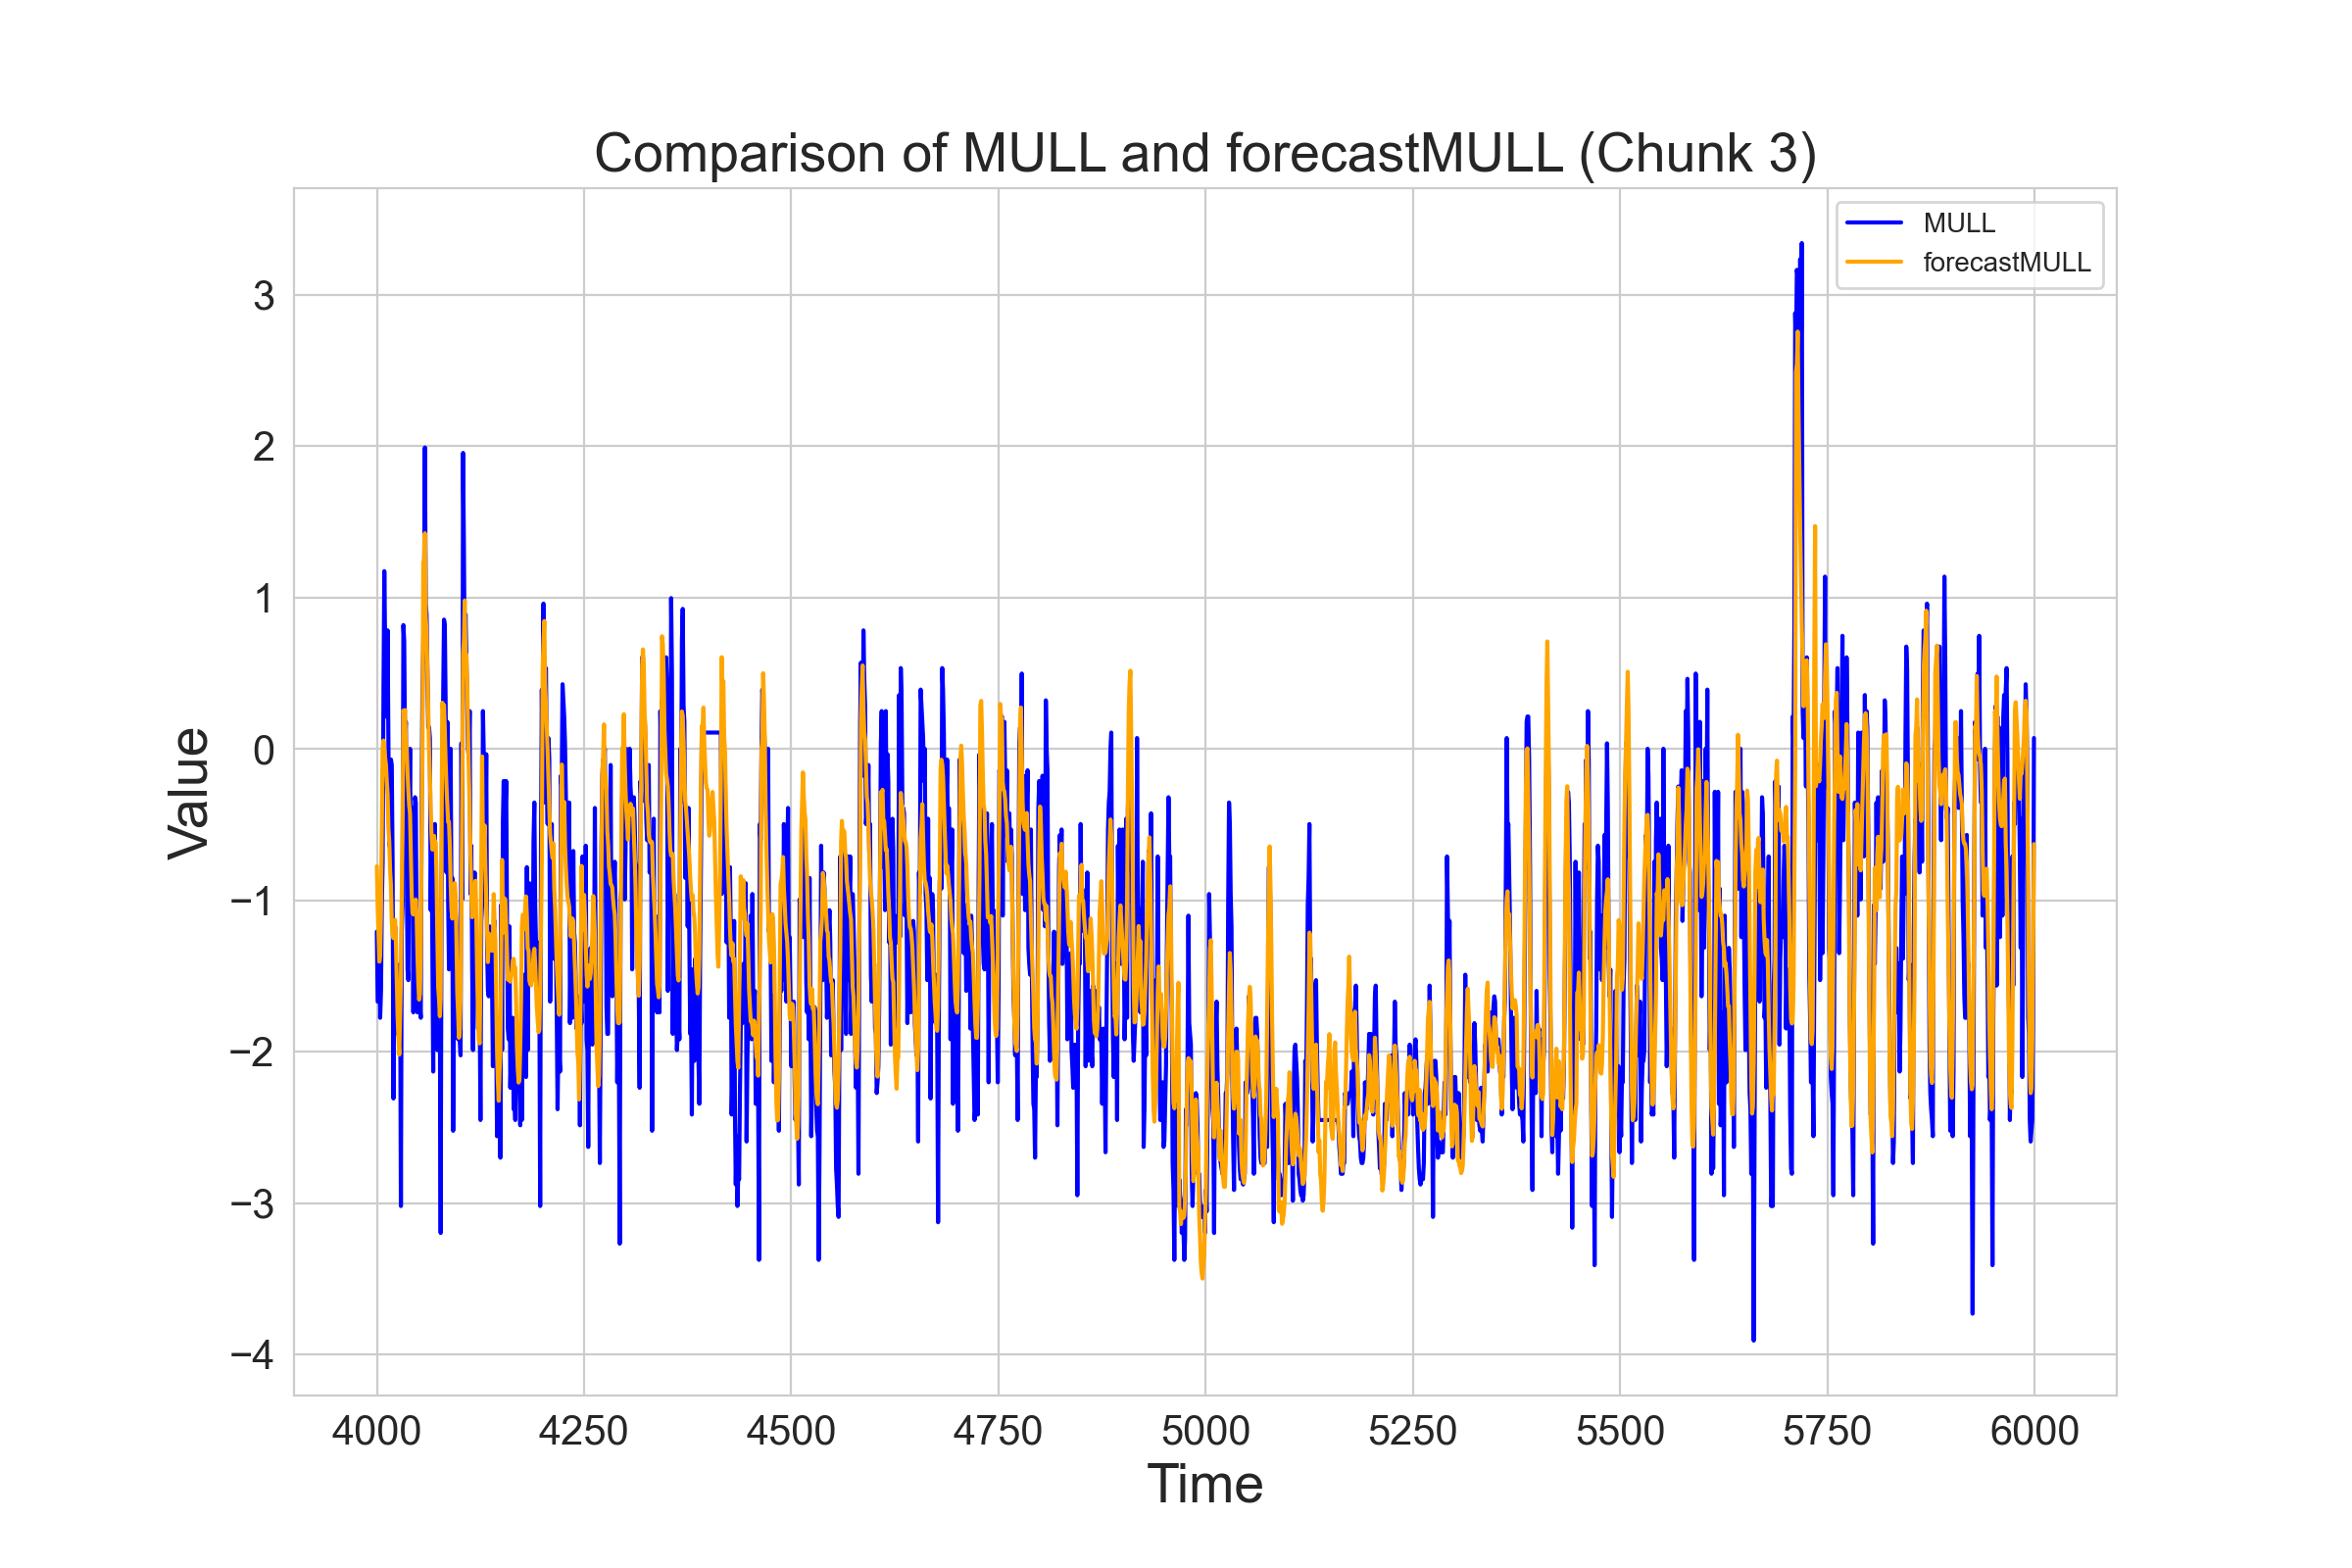 Comparison of MULL and forecastMULL (Chunk 3)
MULL
forecastMULL
Value
3
2
1
0
−1
−2
−3
−4
4000 4250 4500 4750 5000 5250 5500 5750 6000
Time